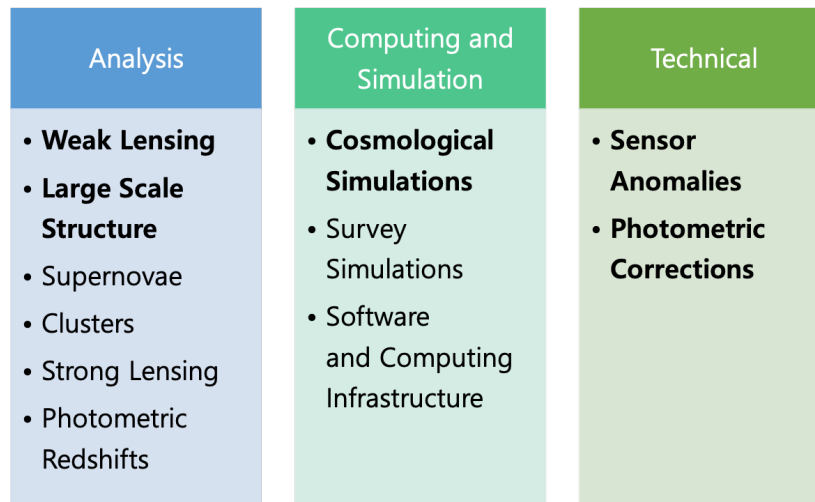 Analysis
• Weak Lensing
• Large Scale
Structure
• Supernovae
• Clusters
• Strong Lensing
• Photometric
Redshifts
Computing and
Simulation
• Cosmological
Simulations
• Survey
Simulations
• Software
and Computing
Infrastructure
Technical
• Sensor
Anomalies
• Photometric
Corrections